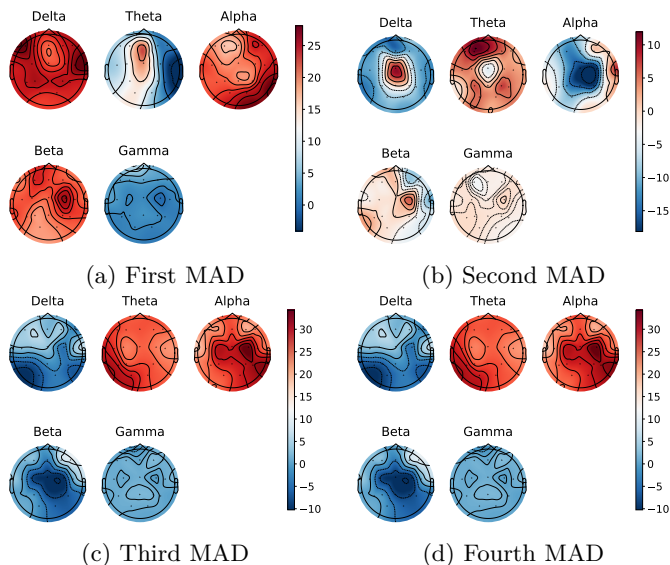 Delta Theta Alpha
25
20
15
10
5
0
Beta Gamma
(a) First MAD
Delta Theta Alpha
10
5
0
−5
−10
−15
Beta Gamma
(b) Second MAD
Delta Theta Alpha
30
25
20
15
10
5
0
−5
−10
Beta Gamma
(c) Third MAD
Delta Theta Alpha
30
25
20
15
10
5
0
−5
−10
Beta Gamma
(d) Fourth MAD